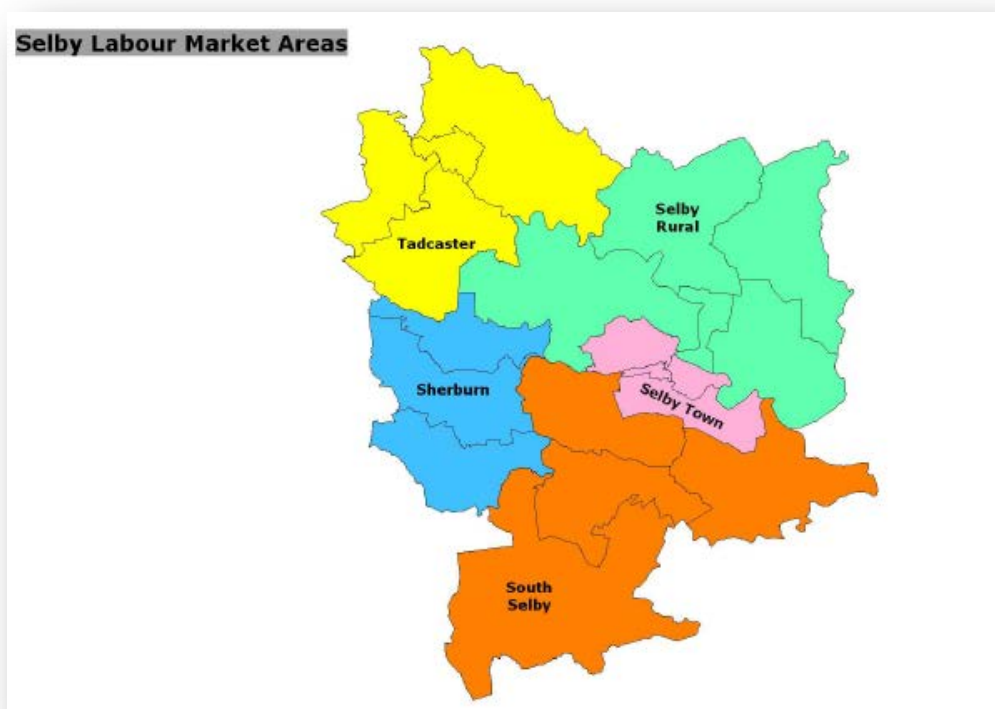 Selby Labour Market Areas
Selby
Rural
Tadcaster
Sherburn
Selby Town
South
Selby